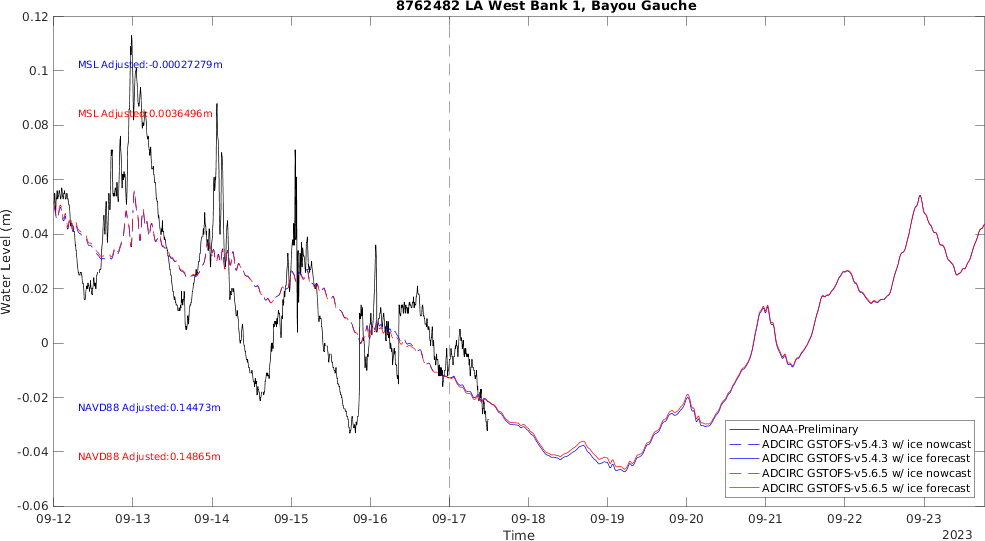 8762482 LA West Bank 1, Bayou Gauche
0.12
0.1
0.08
0.06
0.04
0.02
0
-0.02
-0.04
-0.06
Water Level (m)
MSL Adjusted:-0.00027279m
MSL Adjusted:0.0036496m
NAVD88 Adjusted:0.14473m
NAVD88 Adjusted:0.14865m
NOAA-Preliminary
ADCIRC GSTOFS-v5.4.3 w/ ice nowcast
ADCIRC GSTOFS-v5.4.3 w/ ice forecast
ADCIRC GSTOFS-v5.6.5 w/ ice nowcast
ADCIRC GSTOFS-v5.6.5 w/ ice forecast
09-12 09-13 09-14 09-15 09-16 09-17 09-18 09-19 09-20 09-21 09-22 09-23
Time
2023